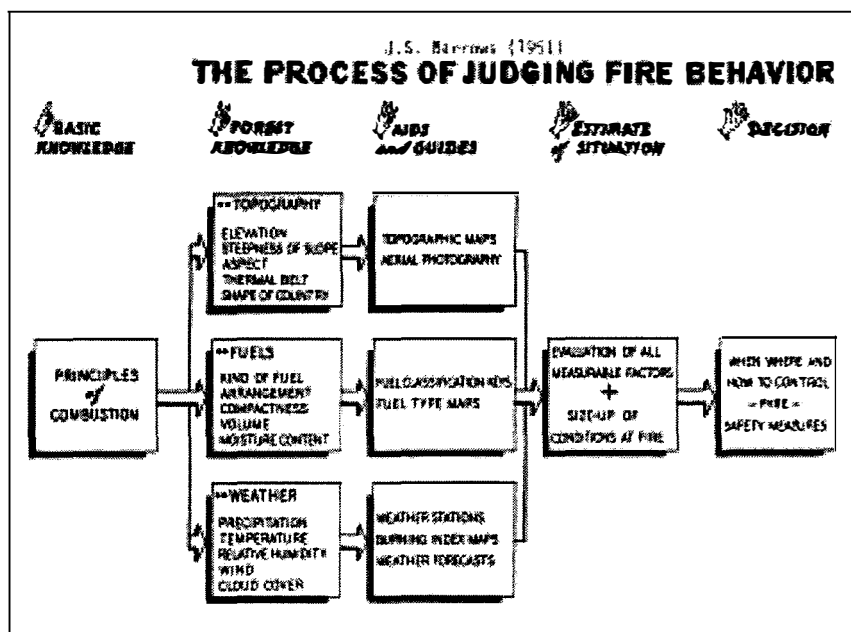 J.S. Barrows (1951)
THE PROCESS OF JUDGING FIRE BEHAVIOR
BASIC
KNOWLEDGE
FOREST
KNOWLEDGE
AIDS
and GUIDES
ESTIMATE
of SITUATION
DECISION
PRINCIPLES
of
COMBUSTION
TOPOGRAPHY
ELEVATION
STEEPNESS OF SLOPE
ASPECT
THERMAL BELT
SHAPE OF COUNTRY
TOPOGRAPHIC MAPS
AERIAL PHOTOGRAPHY
FUELS
KIND OF FUEL
ARRANGEMENT
COMPACTNESS
VOLUME
MOISTURE CONTENT
FUEL CLASSIFICATION KEYS
FUEL TYPE MAPS
WEATHER
PRECIPITATION
TEMPERATURE
RELATIVE HUMIDITY
WIND
CLOUD COVER
WEATHER STATIONS
BURNING INDEX MAPS
WEATHER FORECASTS
EVALUATION OF ALL
MEASURABLE FACTORS
+
SIZE-UP OF
CONDITIONS AT FIRE
WHEN WHERE AND
HOW TO CONTROL
- FIRE -
SAFETY MEASURES